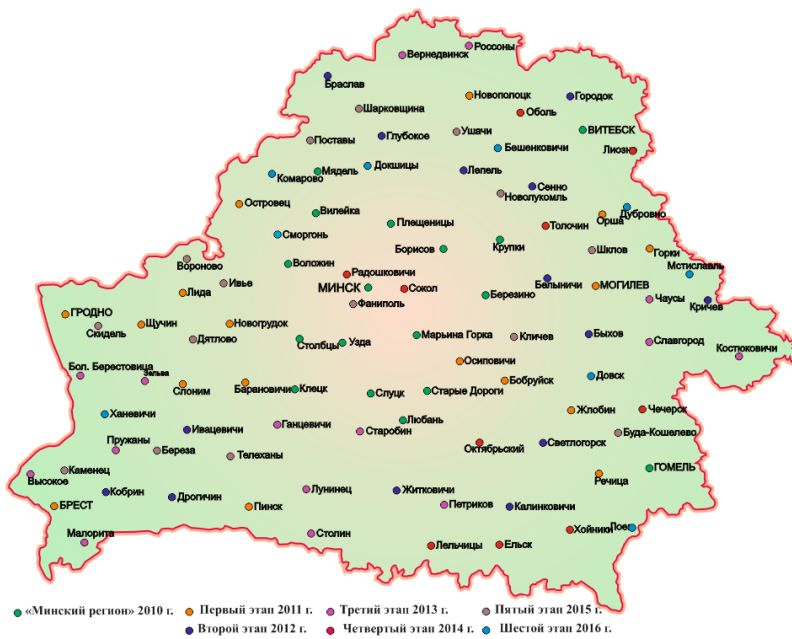 Россоны
Вернедвинск
Браслав
Новополоцк
Городок
Шарковщина
Оболь
Ушачи
ВИТЕБСК
Глубокое
Поставы
Бешенковичи
Лиозно
Докшицы
Мядель
Лепель
Комарово
Сенно
Новолукомль
Островец
Вилейка
Дубровно
Орша
Плещеницы
Толочин
Сморгонь
Борисов
Крупки
Шклов
Горки
Вороново
Воложин
Радошковичи
Мстиславль
Ивье
Белыничи
МИНСК
Сокол
МОГИЛЕВ
Лида
Березино
Фаниполь
Чаусы
Кричев
ГРОДНО
Щучин
Новогрудок
Скидель
Дятлово
Столбцы
Узда
Марьина Горка
Кличев
Быхов
Славгород
Костюковичи
Бол. Берестовица
Зельва
Осиповичи
Слоним
Барановичи
Клецк
Бобруйск
Довск
Слуцк
Старые Дороги
Ханевичи
Жлобин
Чечерск
Ивацевичи
Ганцевичи
Любань
Старобин
Буда-Кошелево
Пружаны
Береза
Телеханы
Октябрьский
Светлогорск
Каменец
Высокое
ГОМЕЛЬ
Речица
Кобрин
Дрогичин
Лунинец
Житковичи
БРЕСТ
Пинск
Петриков
Калинковичи
Малорита
Столин
Хойники
Лоев
Лельчицы
Ельск
«Минский регион» 2010 г.
Первый этап 2011 г.
Третий этап 2013 г.
Пятый этап 2015 г.
Второй этап 2012 г.
Четвертый этап 2014 г.
Шестой этап 2016 г.